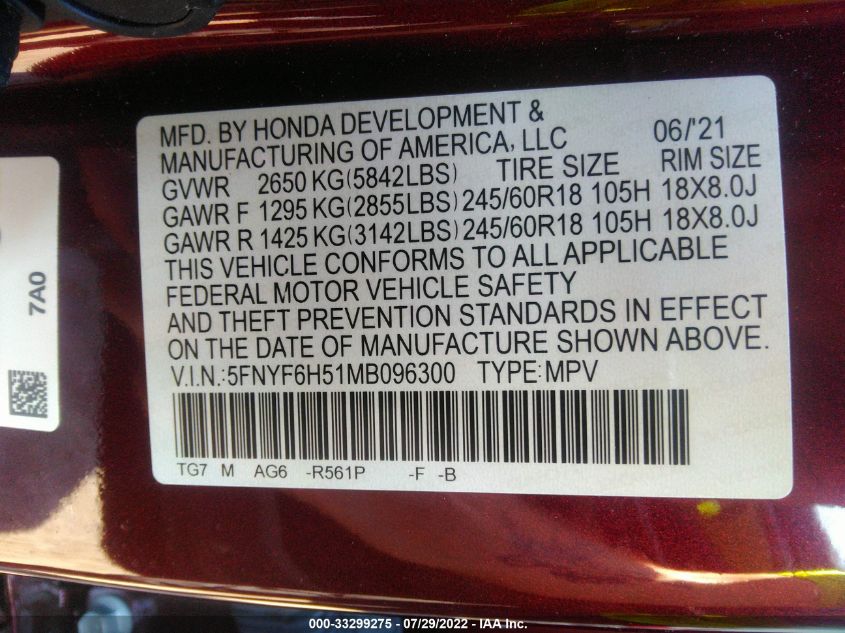 MFD. BY HONDA DEVELOPMENT &
MANUFACTURING OF AMERICA, LLC 06/'21
GVWR 2650 KG(5842LBS) TIRE SIZE RIM SIZE
GAWR F 1295 KG(2855LBS) 245/60R18 105H 18X8.0J
GAWR R 1425 KG(3142LBS) 245/60R18 105H 18X8.0J
THIS VEHICLE CONFORMS TO ALL APPLICABLE
FEDERAL MOTOR VEHICLE SAFETY
AND THEFT PREVENTION STANDARDS IN EFFECT
ON THE DATE OF MANUFACTURE SHOWN ABOVE.
V.I.N.:5FNYF6H51MB096300 TYPE:MPV
TG7 M AG6 -R561P -F -B
7A0
000-33299275 - 07/29/2022 - IAA Inc.